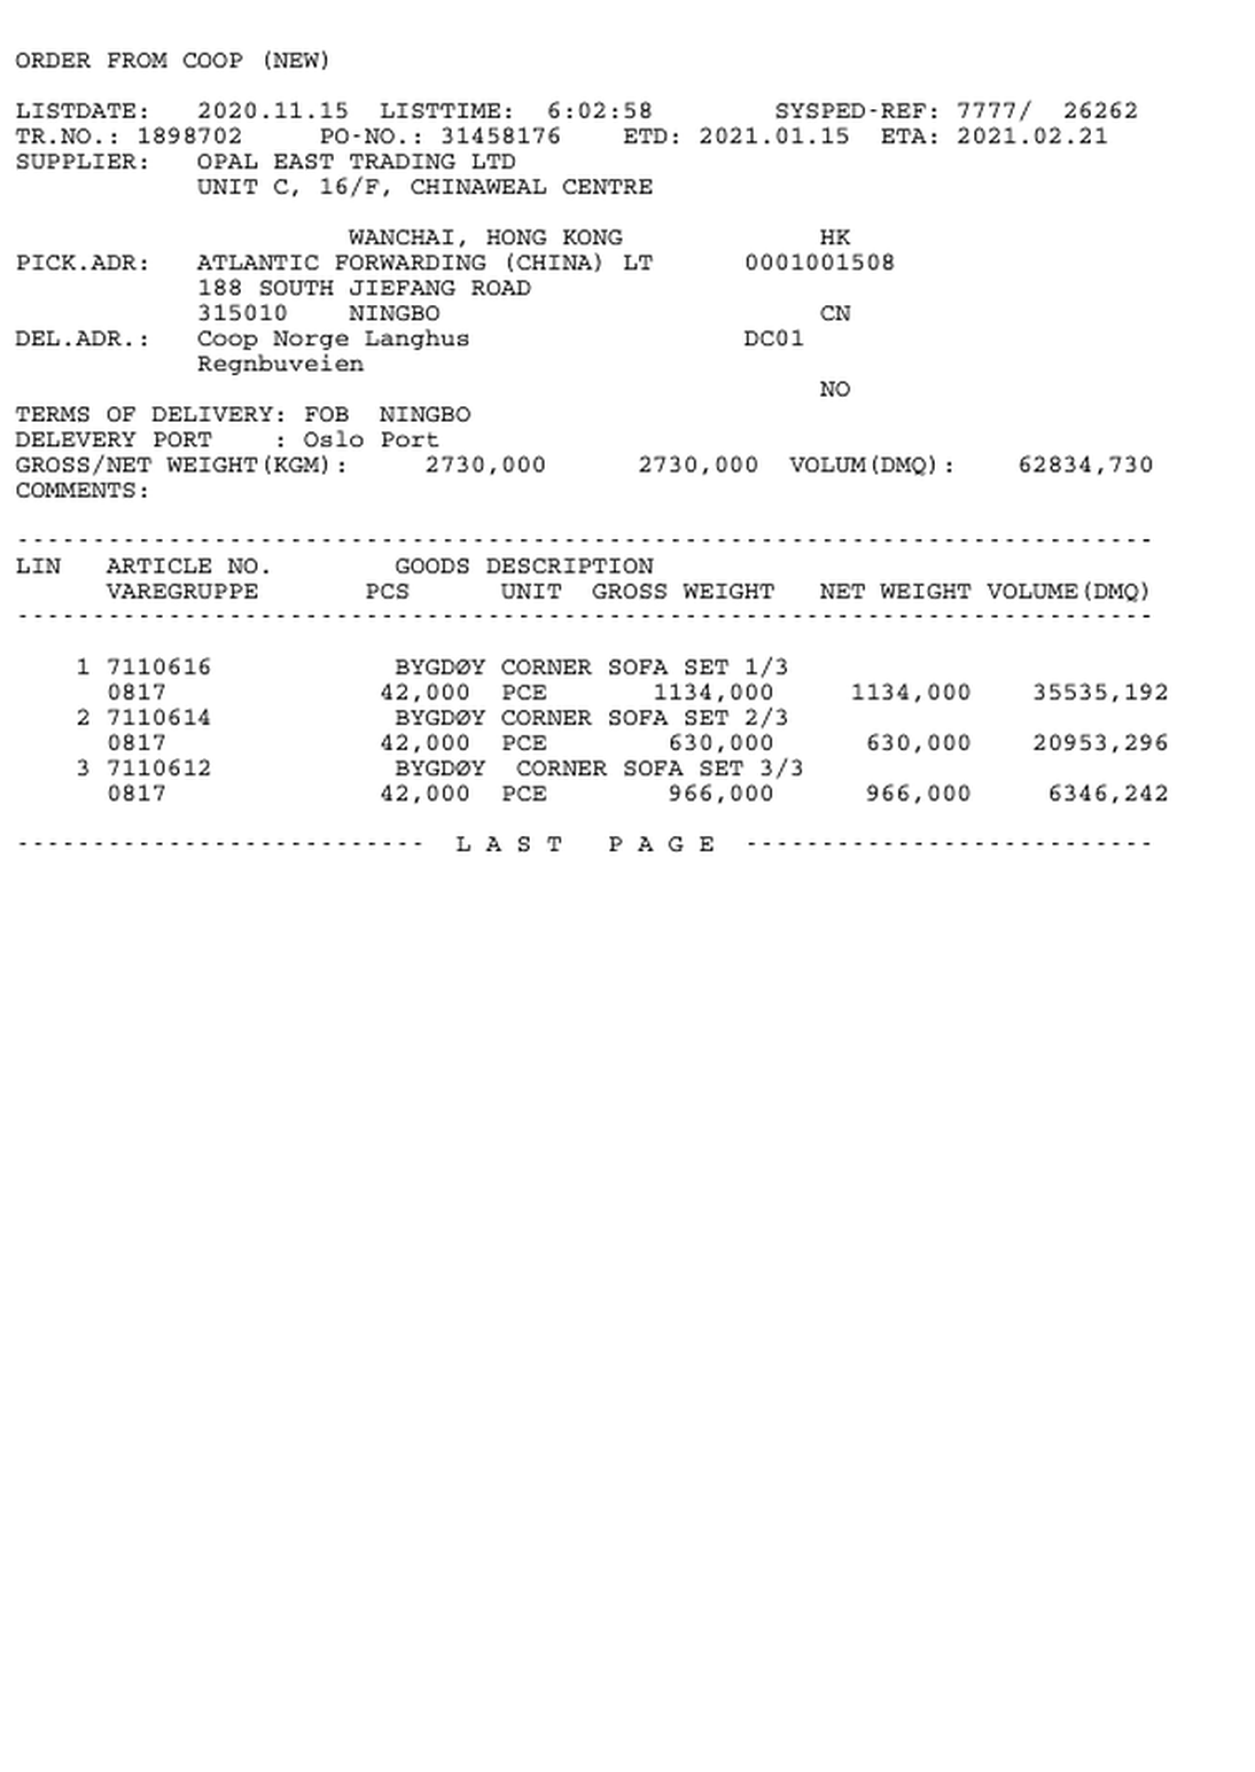 ORDER FROM COOP (NEW)
LISTDATE: 2020.11.15 LISTTIME: 6:02:58 SYSPED-REF: 7777/ 26262
TR.NO.: 1898702 PO-NO.: 31458176 ETD: 2021.01.15 ETA: 2021.02.21
SUPPLIER: OPAL EAST TRADING LTD
UNIT C, 16/F, CHINAWEAL CENTRE
WANCHAI, HONG KONG HK
PICK.ADR: ATLANTIC FORWARDING (CHINA) LT 0001001508
188 SOUTH JIEFANG ROAD
315010 NINGBO CN
DEL.ADR.: Coop Norge Langhus DC01
Regnbuveien
NO
TERMS OF DELIVERY: FOB NINGBO
DELEVERY PORT : Oslo Port
GROSS/NET WEIGHT(KGM): 2730,000 2730,000 VOLUM(DMQ): 62834,730
COMMENTS:
---------------------------------------------------------------------------
LIN ARTICLE NO. GOODS DESCRIPTION
VAREGRUPPE PCS UNIT GROSS WEIGHT NET WEIGHT VOLUME(DMQ)
---------------------------------------------------------------------------
1 7110616 BYGDØY CORNER SOFA SET 1/3
0817 42,000 PCE 1134,000 1134,000 35535,192
2 7110614 BYGDØY CORNER SOFA SET 2/3
0817 42,000 PCE 630,000 630,000 20953,296
3 7110612 BYGDØY CORNER SOFA SET 3/3
0817 42,000 PCE 966,000 966,000 6346,242
--------------------------- L A S T P A G E ---------------------------